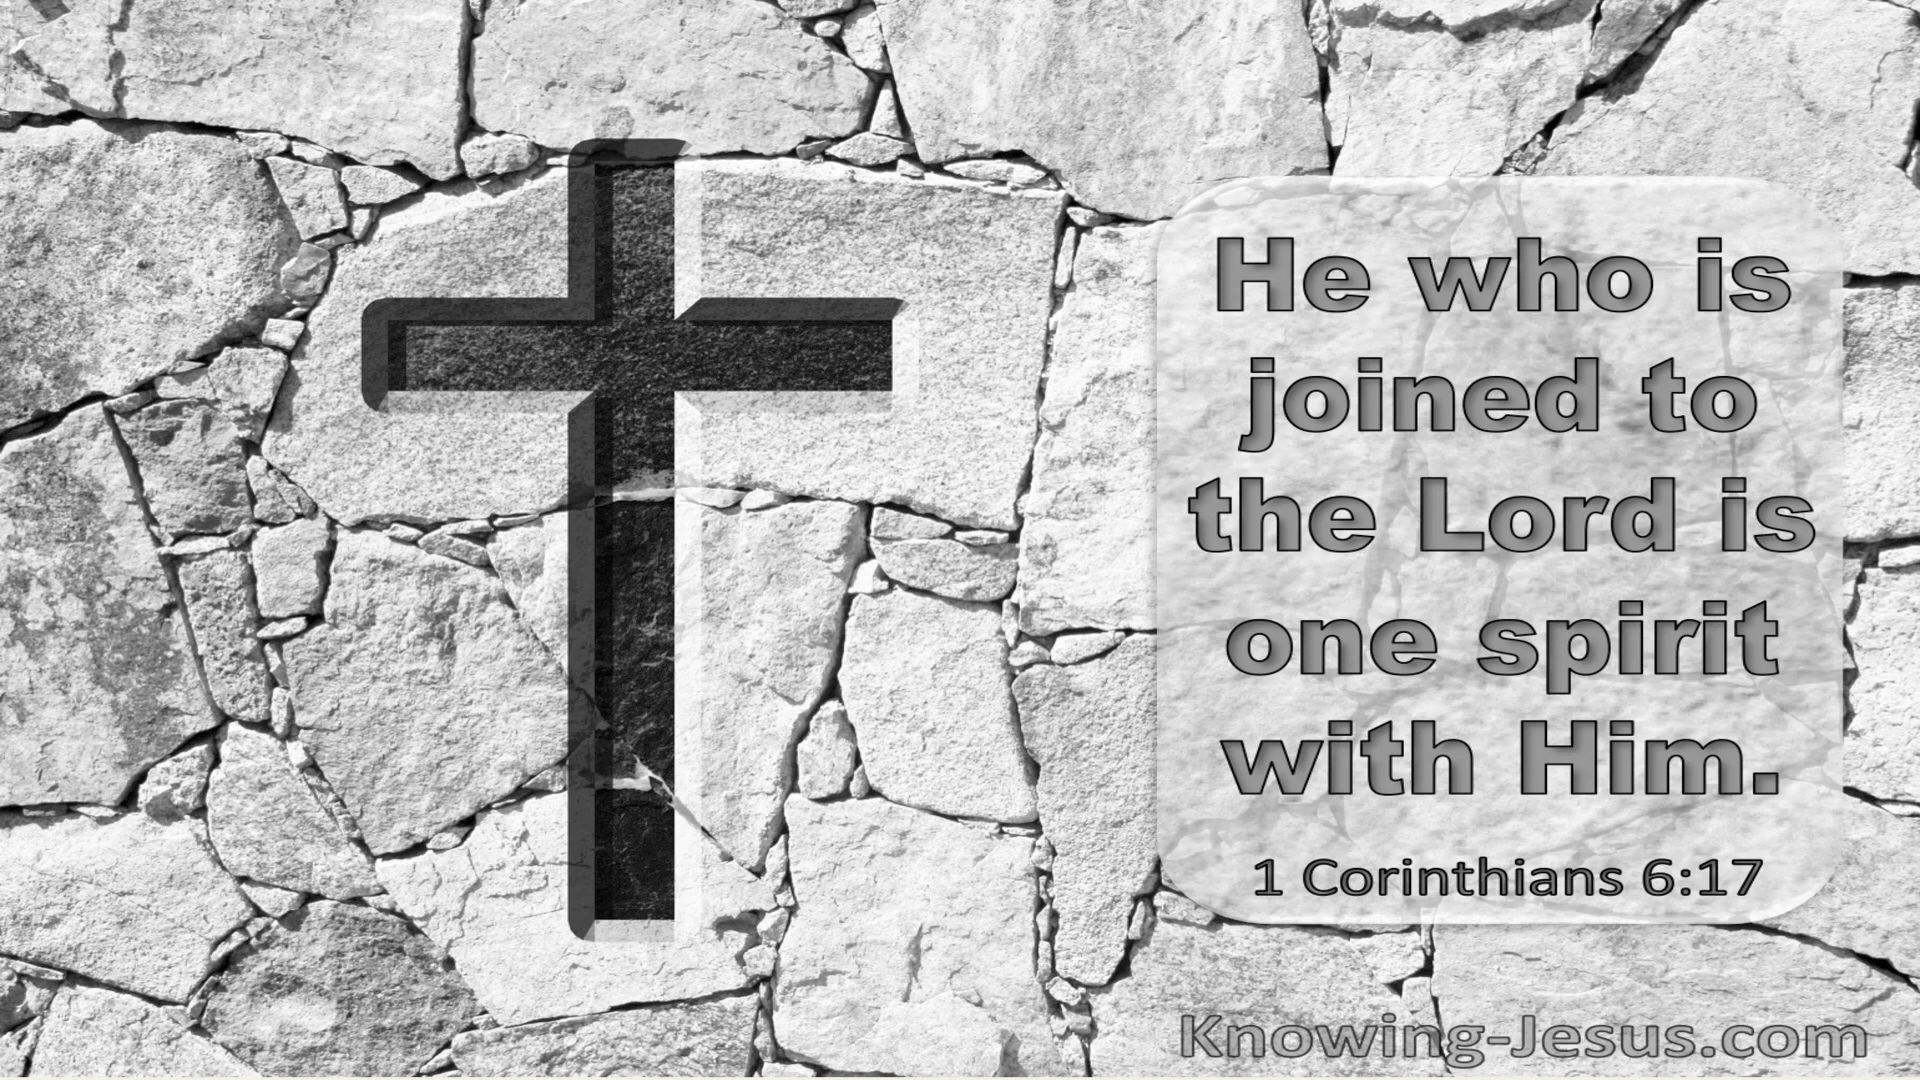 He who is
joined to
the Lord is
one spirit
with Him.
1 Corinthians 6:17
Knowing-Jesus.com